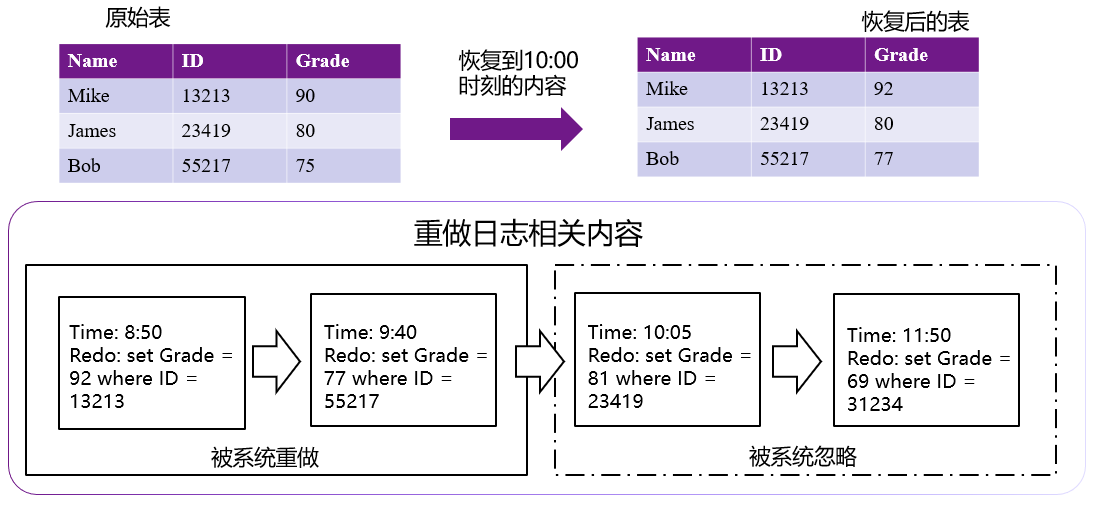 原始表
Name ID Grade
Mike 13213 90
James 23419 80
Bob 55217 75
恢复到10:00
时刻的内容
恢复后的表
Name ID Grade
Mike 13213 92
James 23419 80
Bob 55217 77
重做日志相关内容
Time: 8:50
Redo: set Grade =
92 where ID =
13213
Time: 9:40
Redo: set Grade =
77 where ID =
55217
被系统重做
Time: 10:05
Redo: set Grade =
81 where ID =
23419
Time: 11:50
Redo: set Grade =
69 where ID =
31234
被系统忽略